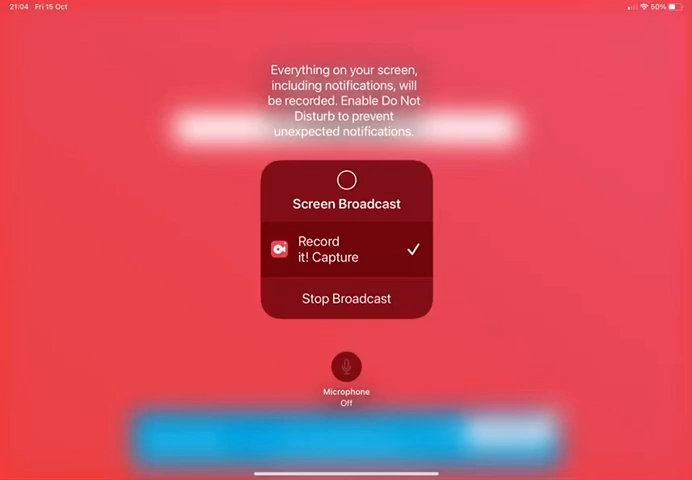 21:04 Fri 15 Oct
50%
Everything on your screen,
including notifications, will
be recorded. Enable Do Not
Disturb to prevent
unexpected notifications.
Screen Broadcast
Record
it! Capture
Stop Broadcast
Microphone
Off